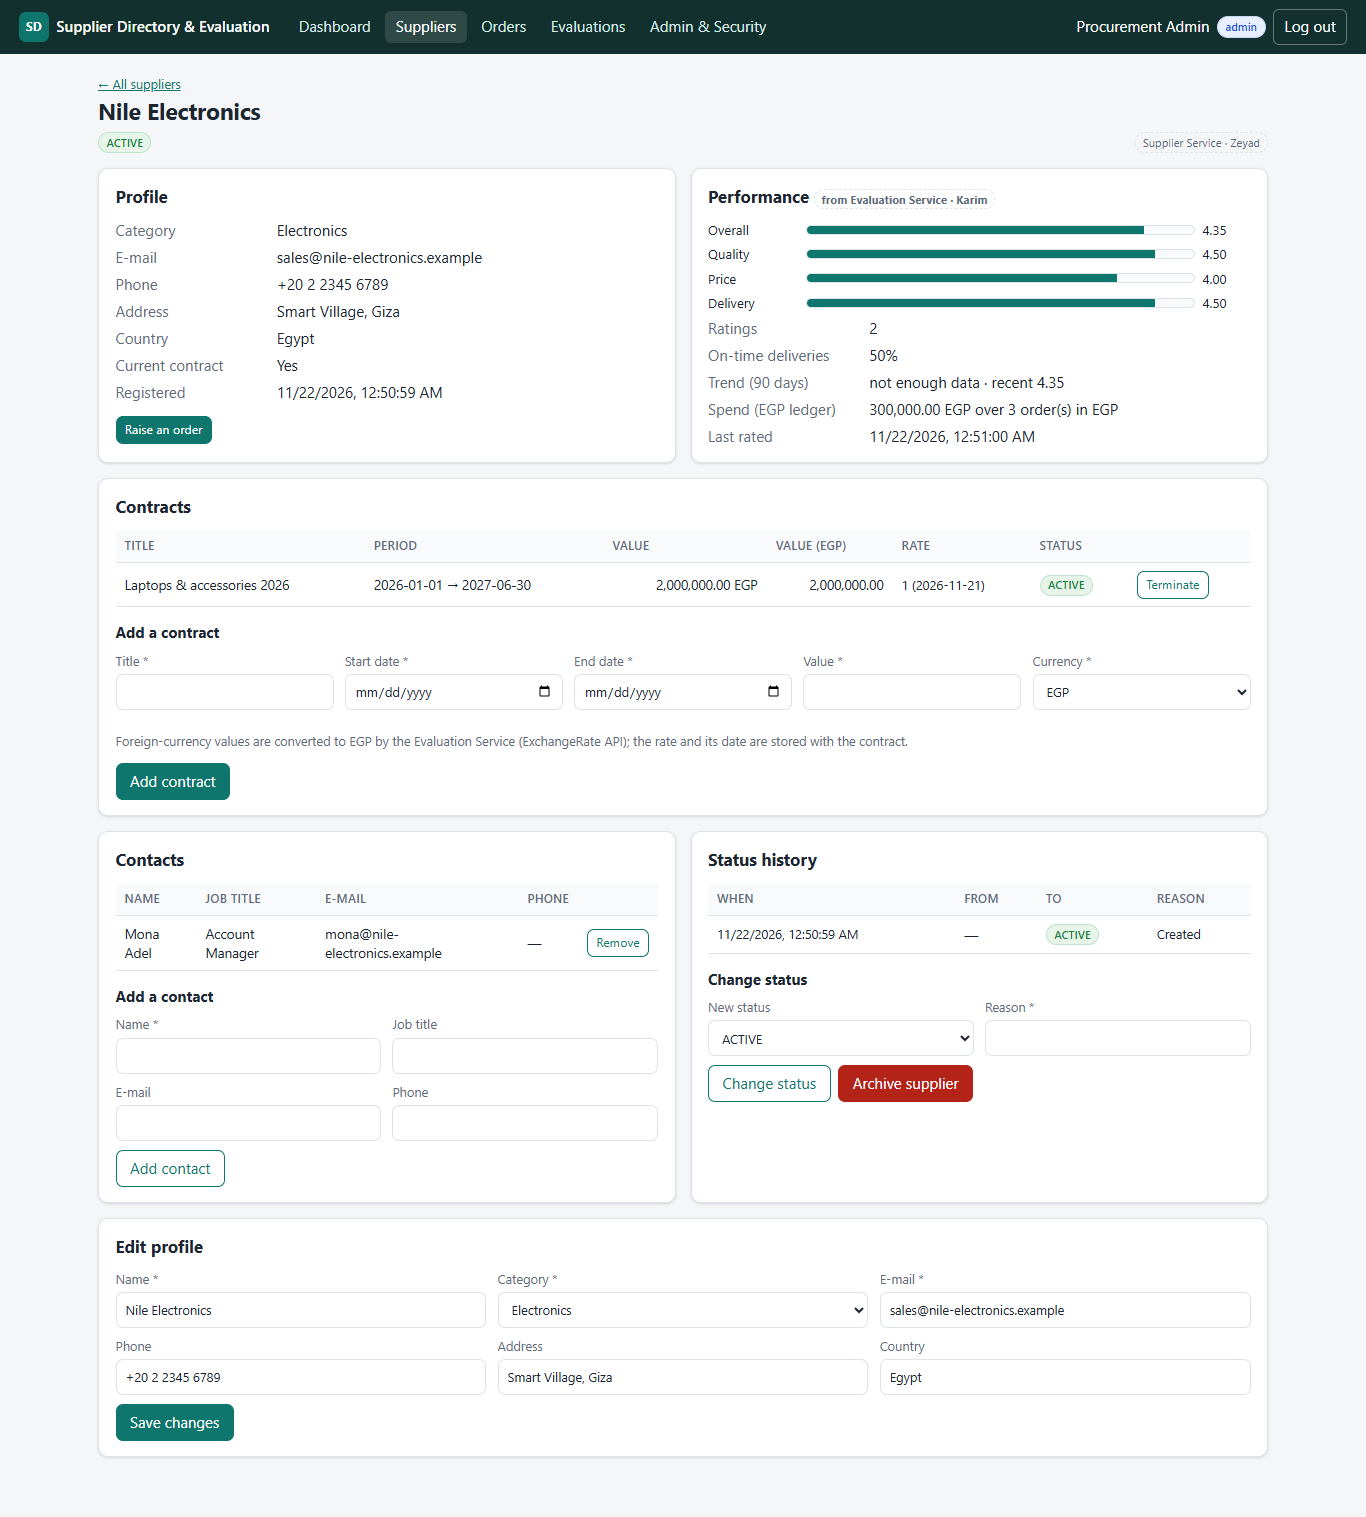 SD Supplier Directory & Evaluation Dashboard Suppliers Orders Evaluations Admin & Security Procurement Admin admin Log out
← All suppliers
Nile Electronics
ACTIVE
Supplier Service · Zeyad
Profile
Category Electronics
E-mail sales@nile-electronics.example
Phone +20 2 2345 6789
Address Smart Village, Giza
Country Egypt
Current contract Yes
Registered 11/22/2026, 12:50:59 AM
Raise an order
Performance from Evaluation Service · Karim
Overall 4.35
Quality 4.50
Price 4.00
Delivery 4.50
Ratings 2
On-time deliveries 50%
Trend (90 days) not enough data · recent 4.35
Spend (EGP ledger) 300,000.00 EGP over 3 order(s) in EGP
Last rated 11/22/2026, 12:51:00 AM
Contracts
TITLE PERIOD VALUE VALUE (EGP) RATE STATUS
Laptops & accessories 2026 2026-01-01 → 2027-06-30 2,000,000.00 EGP 2,000,000.00 1 (2026-11-21) ACTIVE Terminate
Add a contract
Title * Start date * End date * Value * Currency *
mm/dd/yyyy mm/dd/yyyy EGP
Foreign-currency values are converted to EGP by the Evaluation Service (ExchangeRate API); the rate and its date are stored with the contract.
Add contract
Contacts
NAME JOB TITLE E-MAIL PHONE
Mona Account mona@nile-
Adel Manager electronics.example — Remove
Add a contact
Name * Job title
E-mail Phone
Add contact
Status history
WHEN FROM TO REASON
11/22/2026, 12:50:59 AM — ACTIVE Created
Change status
New status Reason *
ACTIVE
Change status Archive supplier
Edit profile
Name * Category * E-mail *
Nile Electronics Electronics sales@nile-electronics.example
Phone Address Country
+20 2 2345 6789 Smart Village, Giza Egypt
Save changes